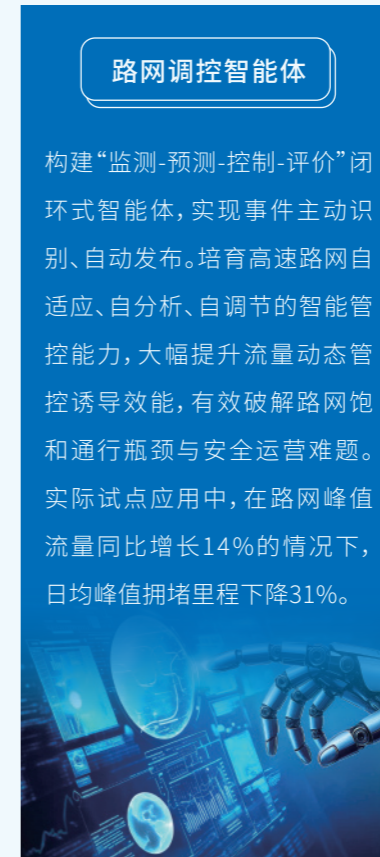 路网调控智能体
构建“监测-预测-控制-评价”闭
环式智能体，实现事件主动识
别、自动发布。培育高速路网自
适应、自分析、自调节的智能管
控能力，大幅提升流量动态管
控诱导效能，有效破解路网饱
和通行瓶颈与安全运营难题。
实际试点应用中，在路网峰值
流量同比增长14%的情况下，
日均峰值拥堵里程下降31%。